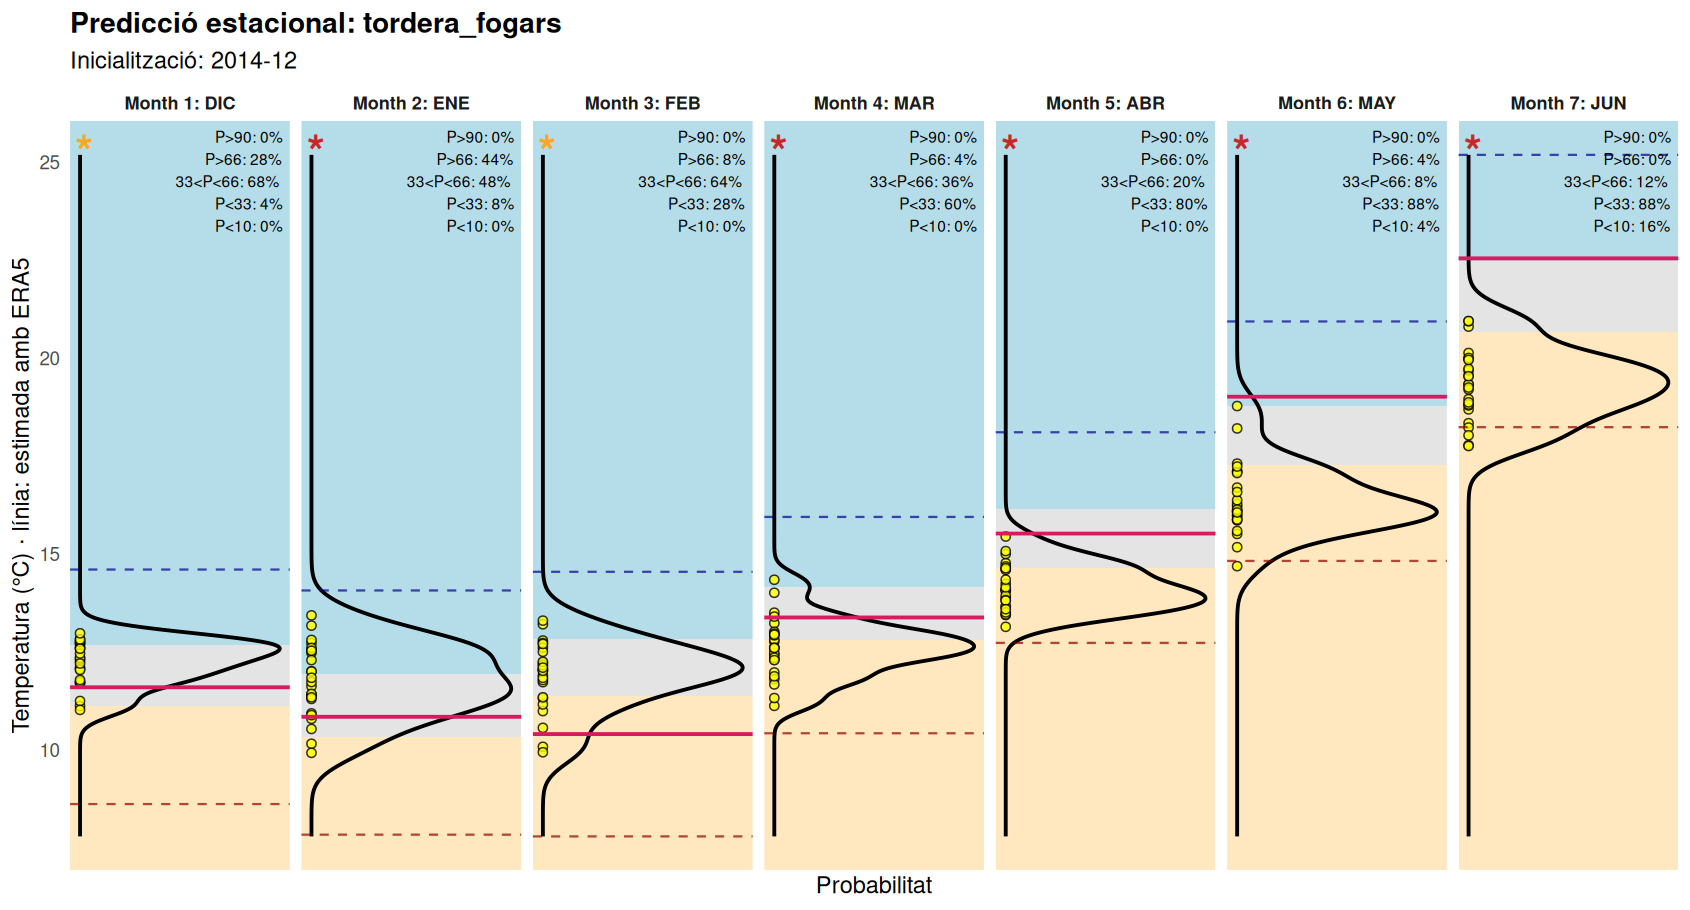 Predicció estacional: tordera_fogars
Inicialització: 2014-12
Month 1: DIC
Month 2: ENE
Month 3: FEB
Month 4: MAR
Month 5: ABR
Month 6: MAY
Month 7: JUN
*
P>90: 0%
P>66: 28%
33<P<66: 68%
P<33: 4%
P<10: 0%
*
P>90: 0%
P>66: 44%
33<P<66: 48%
P<33: 8%
P<10: 0%
*
P>90: 0%
P>66: 8%
33<P<66: 64%
P<33: 28%
P<10: 0%
*
P>90: 0%
P>66: 4%
33<P<66: 36%
P<33: 60%
P<10: 0%
*
P>90: 0%
P>66: 0%
33<P<66: 20%
P<33: 80%
P<10: 0%
*
P>90: 0%
P>66: 4%
33<P<66: 8%
P<33: 88%
P<10: 4%
*
P>90: 0%
P>66: 0%
33<P<66: 12%
P<33: 88%
P<10: 16%
25
20
15
10
Temperatura (°C) · línia: estimada amb ERA5
Probabilitat